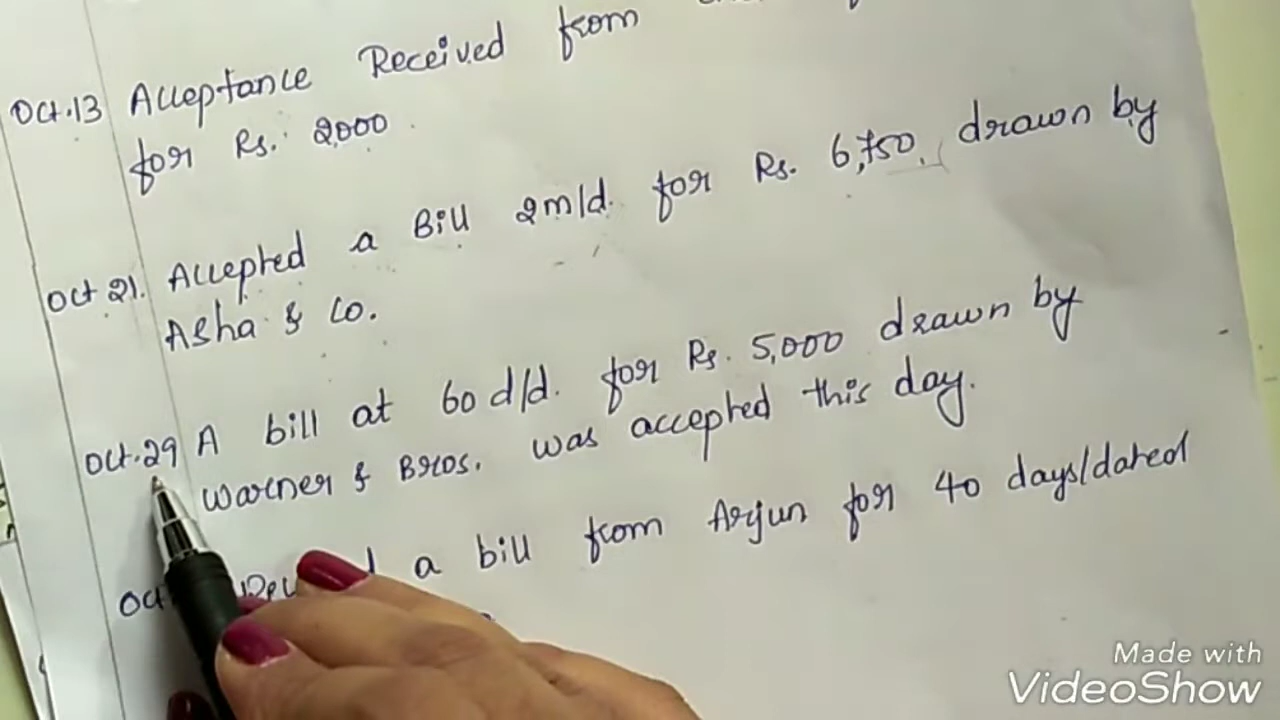 Oct.13 Acceptance Received from
for Rs. 2000
Oct 21. Accepted a Bill 2m/d. for Rs. 6,750. drawn by
Asha & Co.
Oct.29 A bill at 60 d/d. for Rs. 5,000 drawn by
Warner & Bros. was accepted this day.
Oct a bill from Arjun for 40 days/dated
Made with
VideoShow